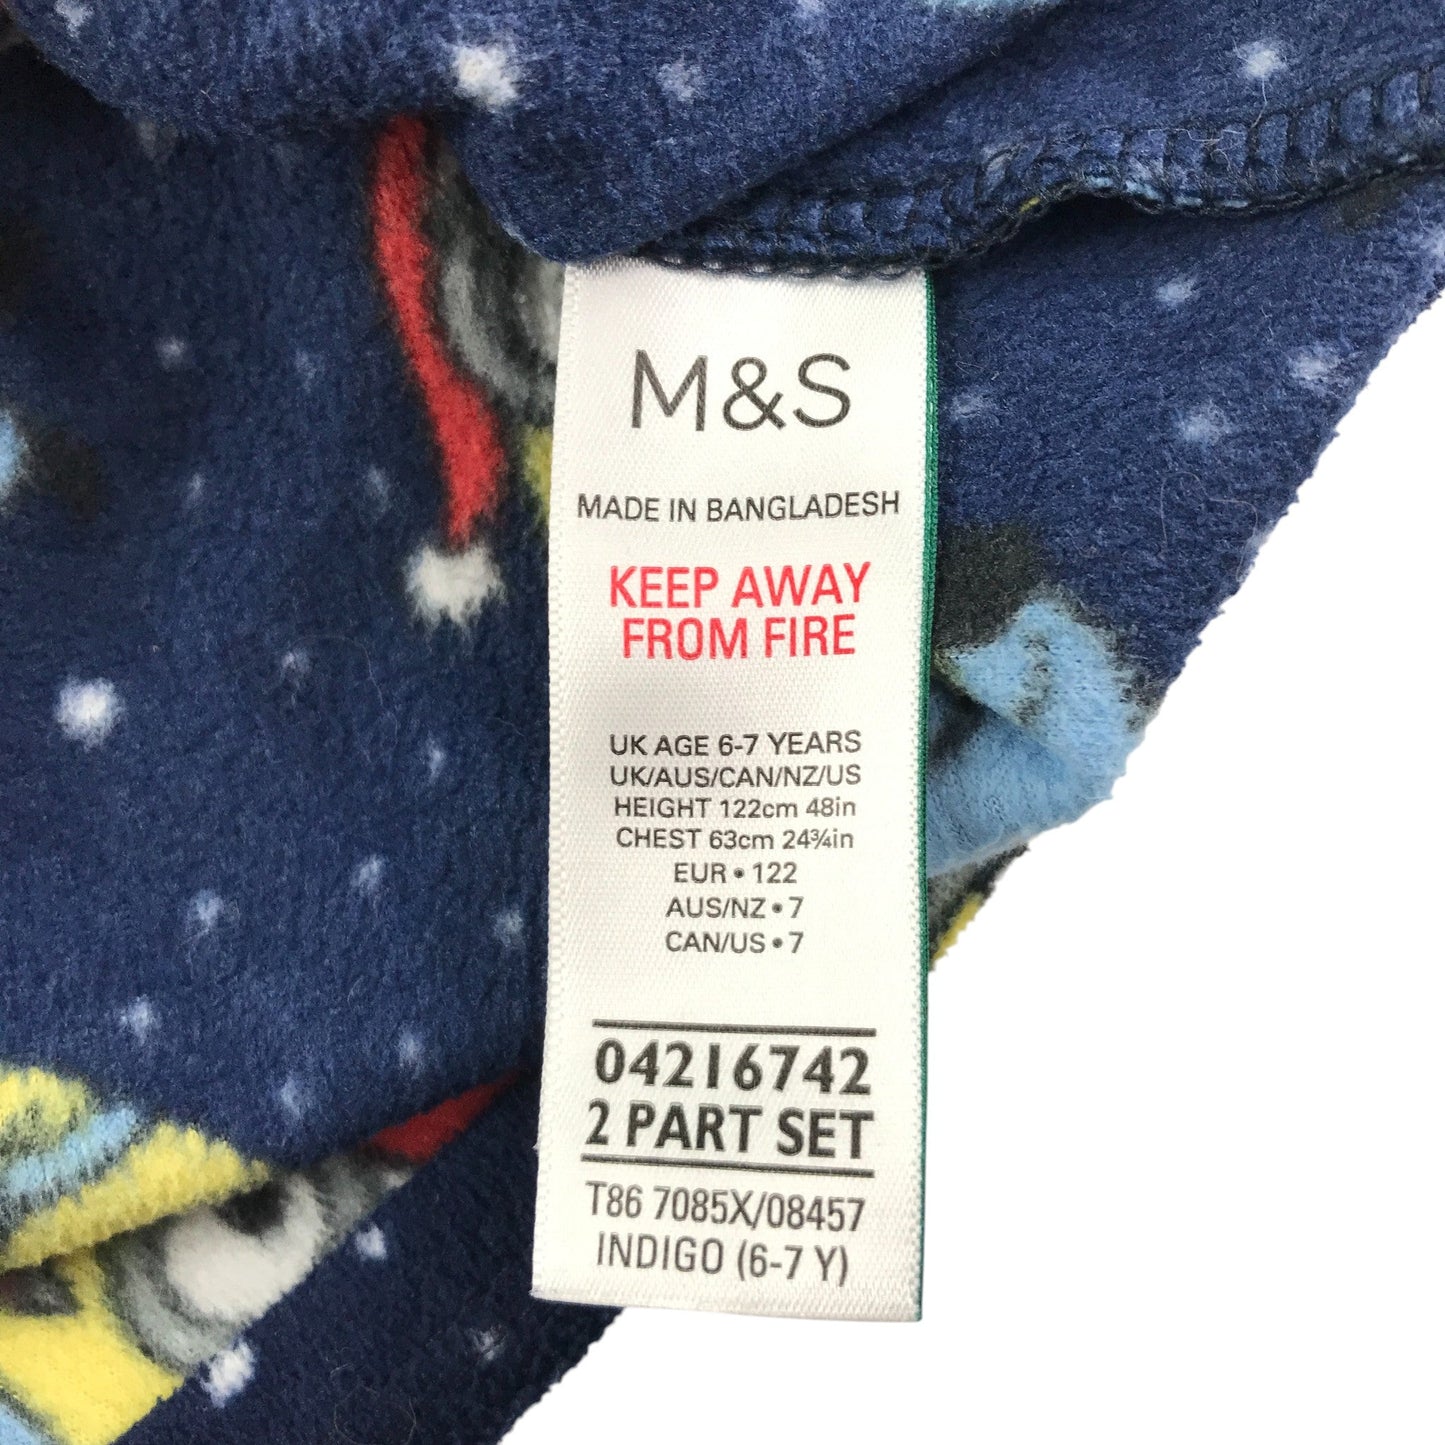 M&S
MADE IN BANGLADESH
KEEP AWAY
FROM FIRE
UK AGE 6-7 YEARS
UK/AUS/CAN/NZ/US
HEIGHT 122cm 48in
CHEST 63cm 24¾in
EUR • 122
AUS/NZ • 7
CAN/US • 7
04216742
2 PART SET
T86 7085X/08457
INDIGO (6-7 Y)